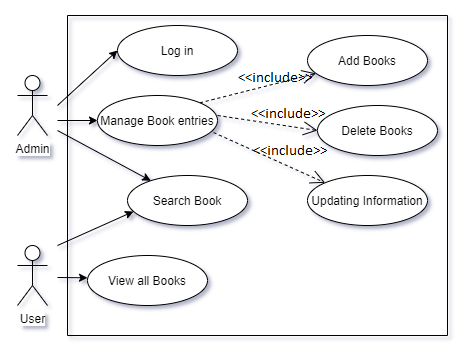 Log in
Add Books
<<include>>
Admin
Manage Book entries
<<include>>
Delete Books
<<include>>
Search Book
Updating Information
View all Books
User